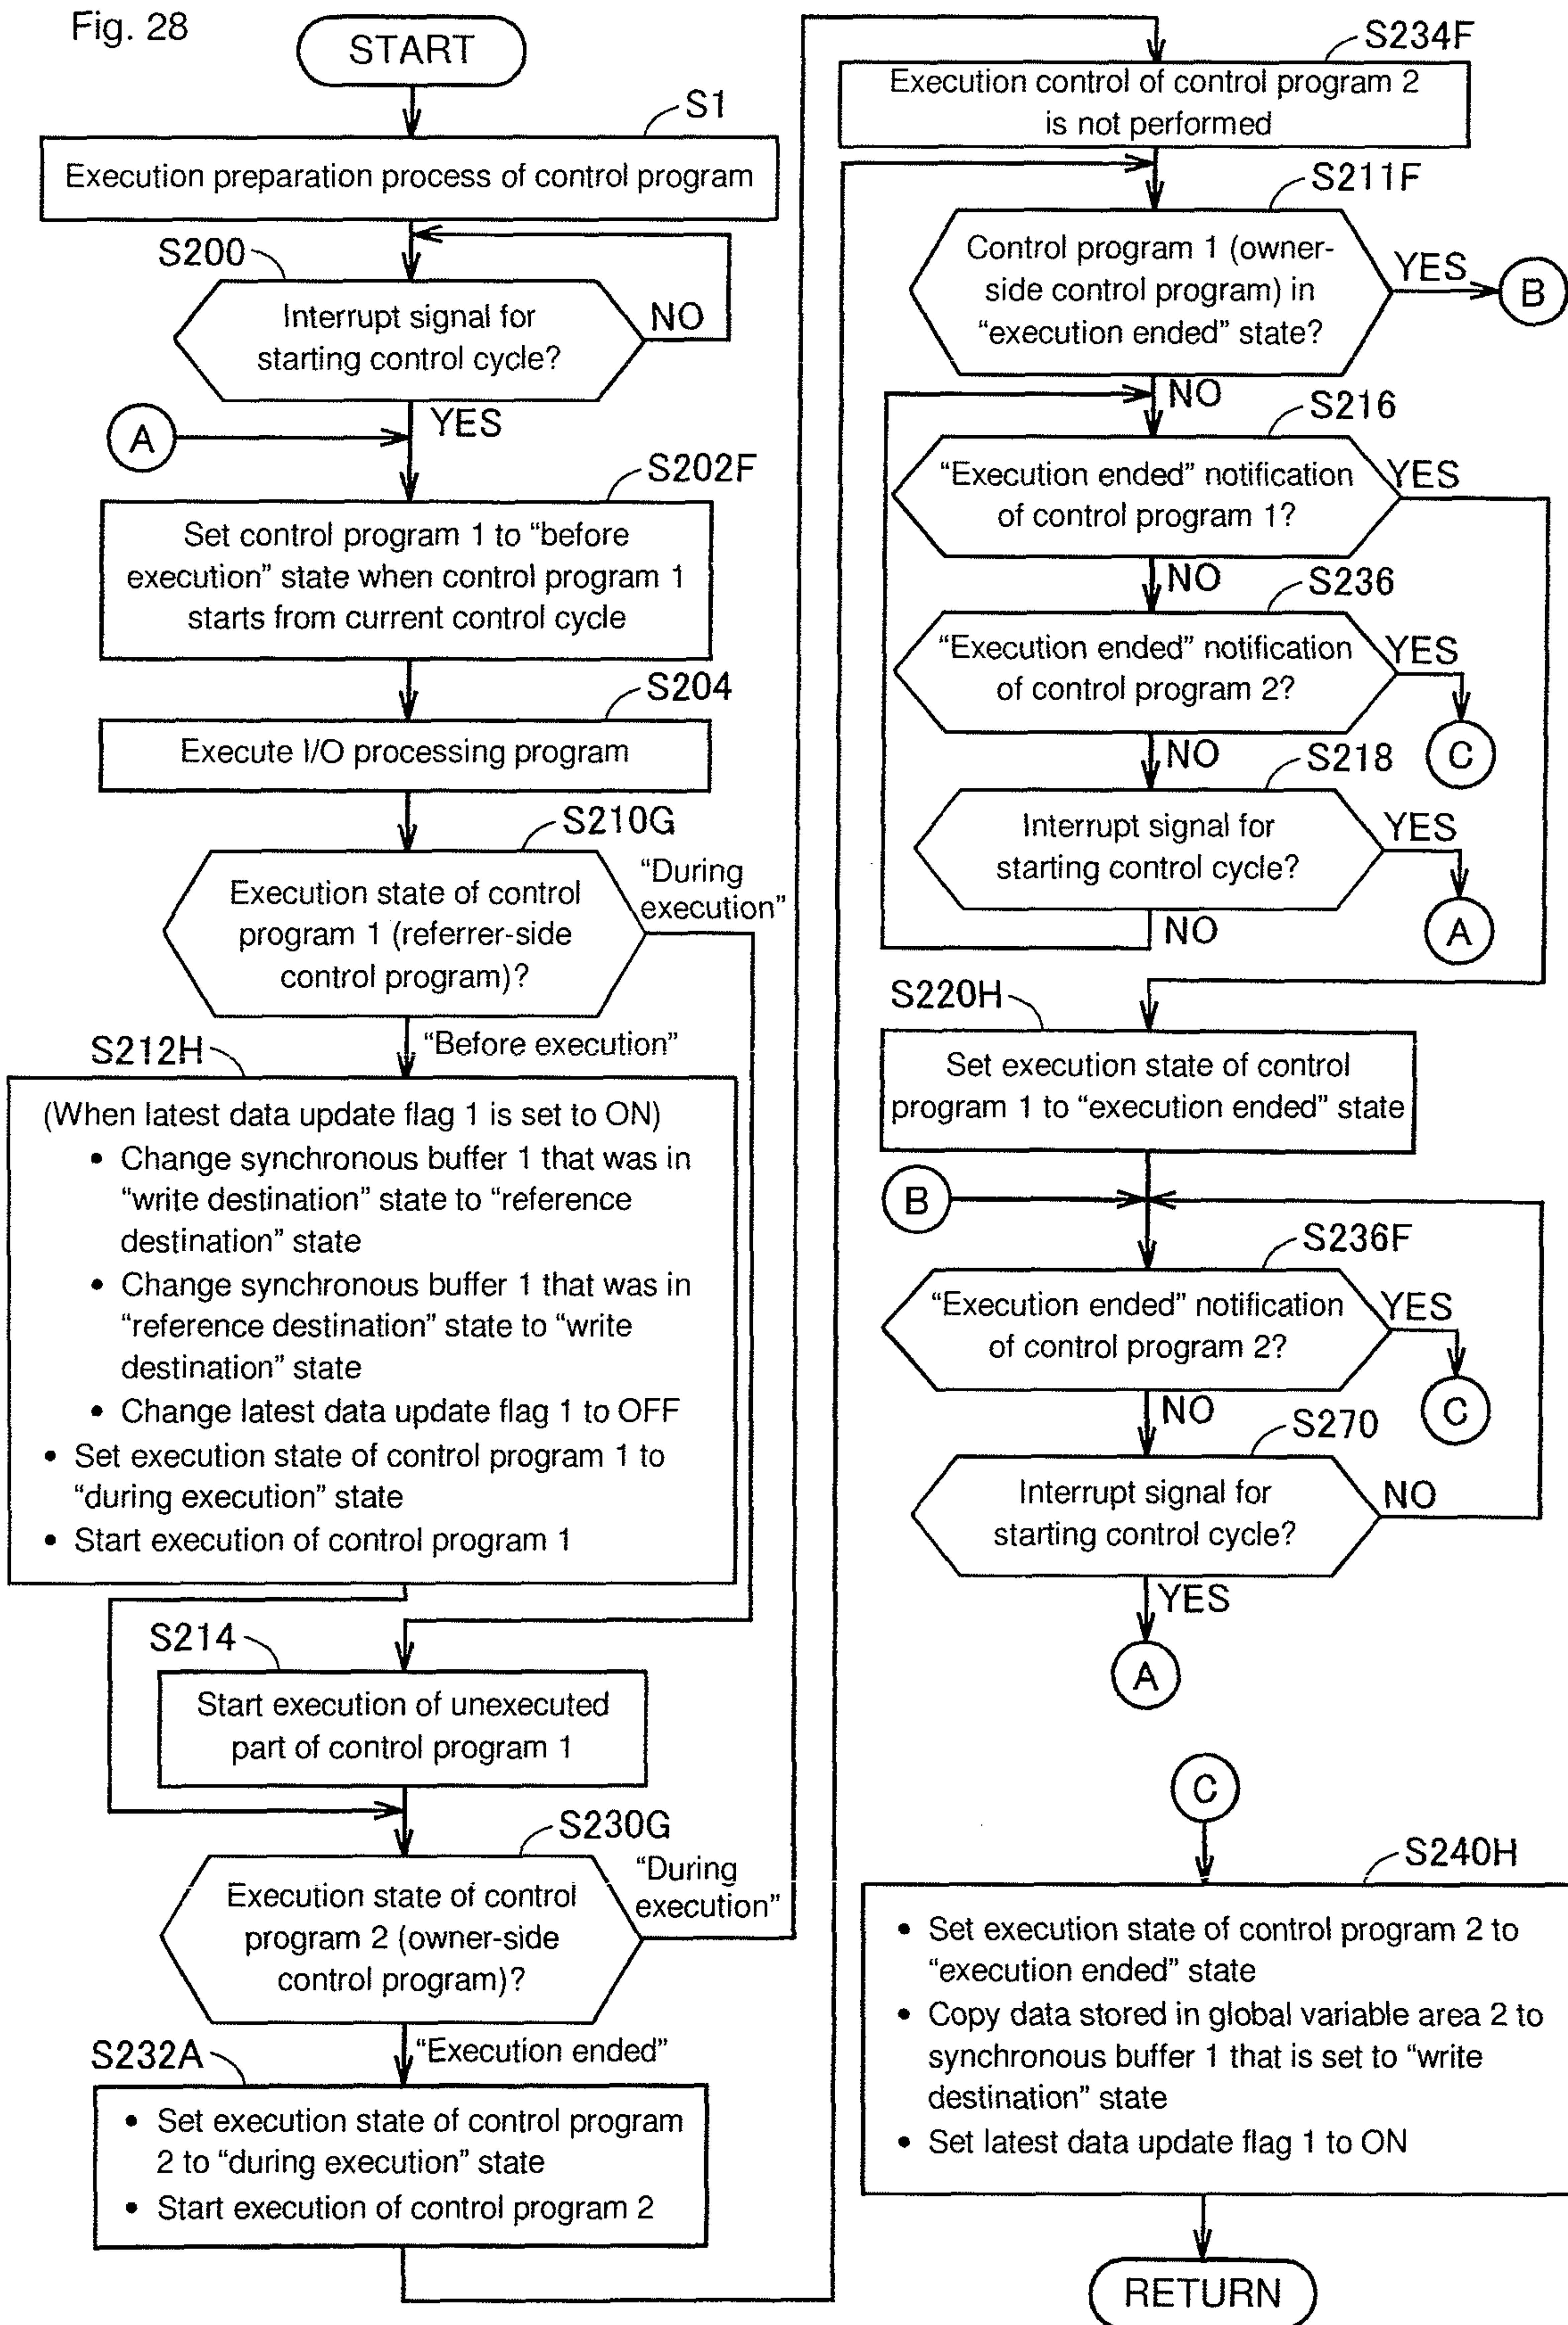 Fig. 28
START
S1
Execution preparation process of control program
S200
Interrupt signal for
starting control cycle?
NO
YES
A
S202F
Set control program 1 to “before
execution” state when control program 1
starts from current control cycle
S204
Execute I/O processing program
S210G
Execution state of control
program 1 (referrer-side
control program)?
“During
execution”
“Before execution”
S212H
(When latest data update flag 1 is set to ON)
• Change synchronous buffer 1 that was in
“write destination” state to “reference
destination” state
• Change synchronous buffer 1 that was in
“reference destination” state to “write
destination” state
• Change latest data update flag 1 to OFF
• Set execution state of control program 1 to
“during execution” state
• Start execution of control program 1
S214
Start execution of unexecuted
part of control program 1
S230G
Execution state of control
program 2 (owner-side
control program)?
“During
execution”
“Execution ended”
S232A
• Set execution state of control program
2 to “during execution” state
• Start execution of control program 2
S234F
Execution control of control program 2
is not performed
S211F
Control program 1 (owner-
side control program) in
“execution ended” state?
YES
B
NO
S216
“Execution ended” notification
of control program 1?
YES
NO
S236
“Execution ended” notification
of control program 2?
YES
C
NO
S218
Interrupt signal for
starting control cycle?
YES
A
NO
S220H
Set execution state of control
program 1 to “execution ended” state
B
S236F
“Execution ended” notification
of control program 2?
YES
C
NO
S270
Interrupt signal for
starting control cycle?
NO
YES
A
C
S240H
• Set execution state of control program 2 to
“execution ended” state
• Copy data stored in global variable area 2 to
synchronous buffer 1 that is set to “write
destination” state
• Set latest data update flag 1 to ON
RETURN